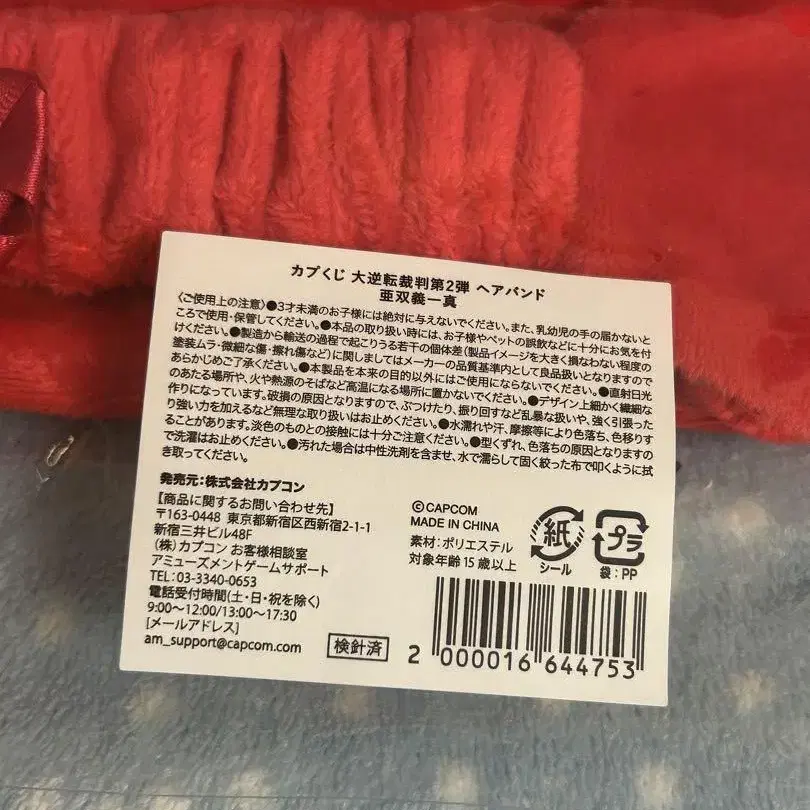 カプくじ 大逆転裁判第2弾 ヘアバンド
亜双義一真
〈ご使用上の注意〉●3才未満のお子様には絶対に与えないでください。また、乳幼児の手の届かないと
ころで使用・保管してください。●本品の取り扱い時には、お子様やペットの誤飲などに十分にお気を付
けください。●製造から輸送の過程で起こりうる若干の個体差(製品イメージを大きく損なわない程度の
塗装ムラ・微細な傷・擦れ傷など)に関しましてはメーカーの品質基準内として良品扱いとなりますので
あらかじめご了承ください。●本製品を本来の目的以外にはご使用にならないでください。●直射日光
のあたる場所や、火や熱源のそばなど高温になる場所に置かないでください。●デザイン上細かく繊細な
作りになっています。破損の原因となりますので、ぶつけたり、振り回すなど乱暴な扱いや、強く引張った
り強い力を加えるなど無理な取り扱いはお止めください。●水濡れや汗、摩擦等により色落ち、色移りす
ることがあります。淡色のものとの接触には十分ご注意ください。●型くずれ、色落ちの原因となりますの
で洗濯はお止めください。●汚れた場合は中性洗剤を含ませ、水で濡らして固く絞った布で叩くように拭
き取ってください。
発売元:株式会社カプコン
【商品に関するお問い合わせ先】
〒163-0448 東京都新宿区西新宿2-1-1
新宿三井ビル48F
(株)カプコン お客様相談室
アミューズメントゲームサポート
TEL:03-3340-0653
電話受付時間(土・日・祝を除く)
9:00〜12:00/13:00〜17:30
[メールアドレス]
am_support@capcom.com
検針済
©CAPCOM
MADE IN CHINA
素材:ポリエステル
対象年齢15歳以上
紙
シール
プラ
袋:PP
2 000016 644753